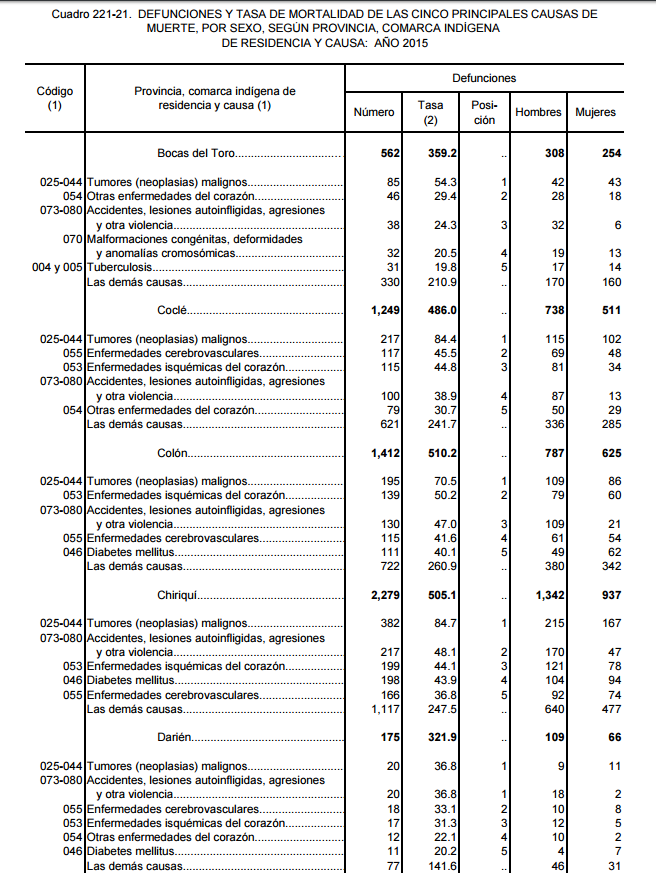 Cuadro 221-21. DEFUNCIONES Y TASA DE MORTALIDAD DE LAS CINCO PRINCIPALES CAUSAS DE
MUERTE, POR SEXO, SEGÚN PROVINCIA, COMARCA INDÍGENA
DE RESIDENCIA Y CAUSA: AÑO 2015
Código (1) Provincia, comarca indígena de residencia y causa (1) Defunciones
Número Tasa (2) Posi-ción Hombres Mujeres
Bocas del Toro 562 359.2 .. 308 254
025-044 Tumores (neoplasias) malignos 85 54.3 1 42 43
054 Otras enfermedades del corazón 46 29.4 2 28 18
073-080 Accidentes, lesiones autoinfligidas, agresiones
y otra violencia 38 24.3 3 32 6
070 Malformaciones congénitas, deformidades
y anomalías cromosómicas 32 20.5 4 19 13
004 y 005 Tuberculosis 31 19.8 5 17 14
Las demás causas 330 210.9 .. 170 160
Coclé 1,249 486.0 .. 738 511
025-044 Tumores (neoplasias) malignos 217 84.4 1 115 102
055 Enfermedades cerebrovasculares 117 45.5 2 69 48
053 Enfermedades isquémicas del corazón 115 44.8 3 81 34
073-080 Accidentes, lesiones autoinfligidas, agresiones
y otra violencia 100 38.9 4 87 13
054 Otras enfermedades del corazón 79 30.7 5 50 29
Las demás causas 621 241.7 .. 336 285
Colón 1,412 510.2 .. 787 625
025-044 Tumores (neoplasias) malignos 195 70.5 1 109 86
053 Enfermedades isquémicas del corazón 139 50.2 2 79 60
073-080 Accidentes, lesiones autoinfligidas, agresiones
y otra violencia 130 47.0 3 109 21
055 Enfermedades cerebrovasculares 115 41.6 4 61 54
046 Diabetes mellitus 111 40.1 5 49 62
Las demás causas 722 260.9 .. 380 342
Chiriquí 2,279 505.1 .. 1,342 937
025-044 Tumores (neoplasias) malignos 382 84.7 1 215 167
073-080 Accidentes, lesiones autoinfligidas, agresiones
y otra violencia 217 48.1 2 170 47
053 Enfermedades isquémicas del corazón 199 44.1 3 121 78
046 Diabetes mellitus 198 43.9 4 104 94
055 Enfermedades cerebrovasculares 166 36.8 5 92 74
Las demás causas 1,117 247.5 .. 640 477
Darién 175 321.9 .. 109 66
025-044 Tumores (neoplasias) malignos 20 36.8 1 9 11
073-080 Accidentes, lesiones autoinfligidas, agresiones
y otra violencia 20 36.8 1 18 2
055 Enfermedades cerebrovasculares 18 33.1 2 10 8
053 Enfermedades isquémicas del corazón 17 31.3 3 12 5
054 Otras enfermedades del corazón 12 22.1 4 10 2
046 Diabetes mellitus 11 20.2 5 4 7
Las demás causas 77 141.6 .. 46 31